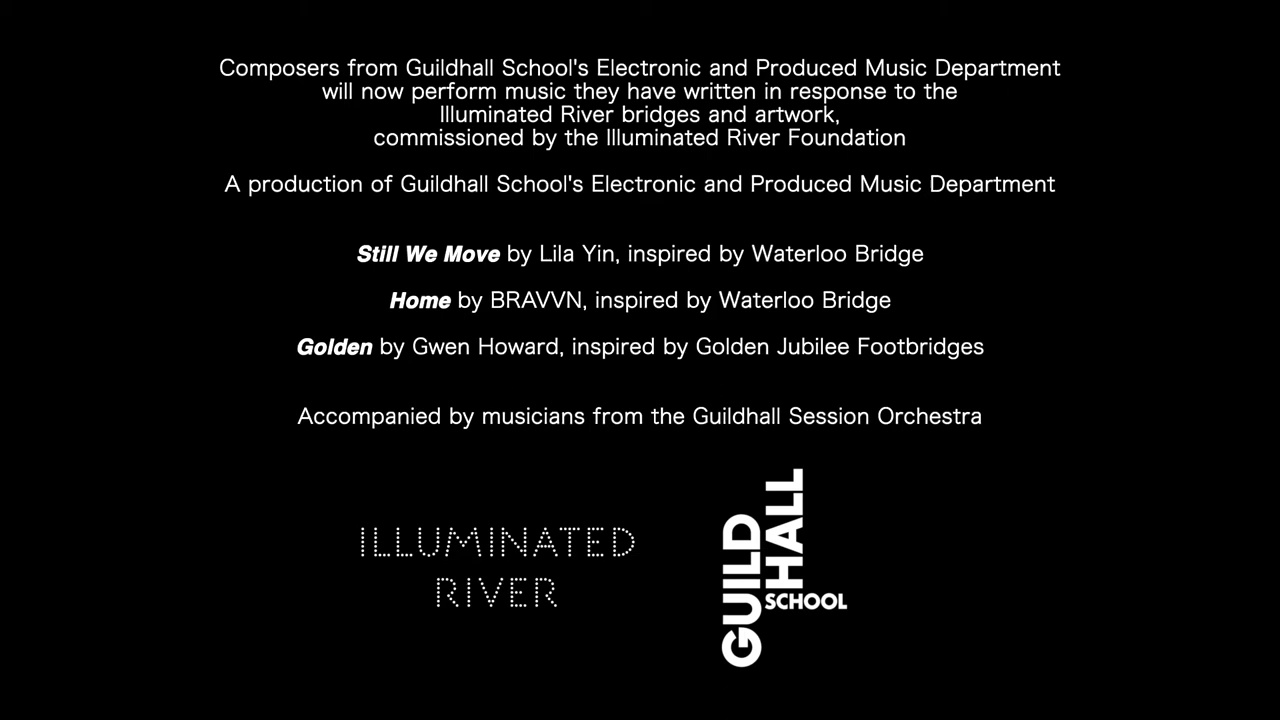 Composers from Guildhall School's Electronic and Produced Music Department
will now perform music they have written in response to the
Illuminated River bridges and artwork,
commissioned by the Illuminated River Foundation
A production of Guildhall School's Electronic and Produced Music Department
Still We Move by Lila Yin, inspired by Waterloo Bridge
Home by BRAVVN, inspired by Waterloo Bridge
Golden by Gwen Howard, inspired by Golden Jubilee Footbridges
Accompanied by musicians from the Guildhall Session Orchestra
ILLUMINATED
RIVER
GUILD
HALL
SCHOOL